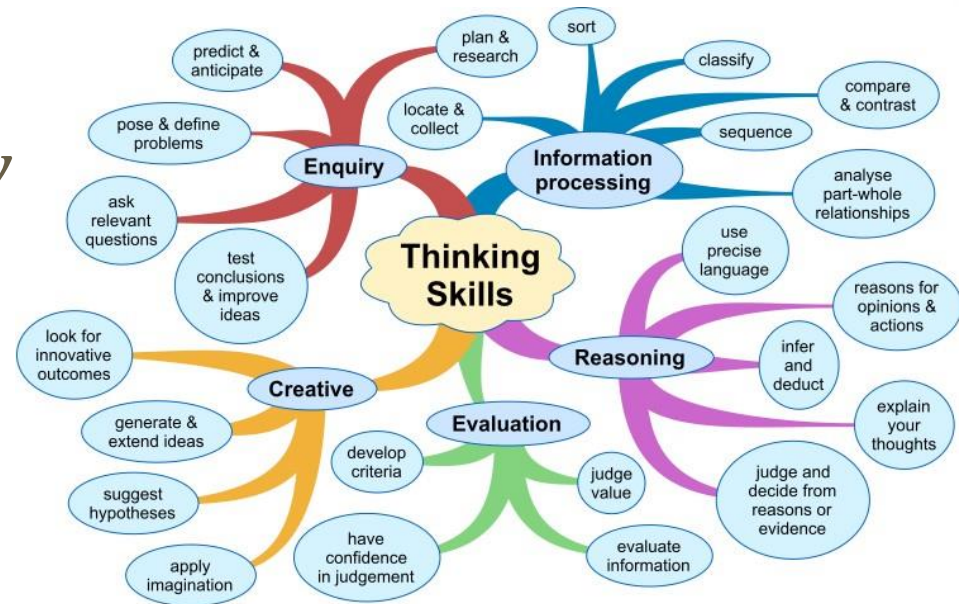 y
Thinking
Skills
Enquiry
predict &
anticipate
plan &
research
pose & define
problems
ask
relevant
questions
test
conclusions
& improve
ideas
Information
processing
sort
classify
locate &
collect
compare
& contrast
sequence
analyse
part-whole
relationships
Reasoning
use
precise
language
reasons for
opinions &
actions
infer
and
deduct
explain
your
thoughts
judge and
decide from
reasons or
evidence
Evaluation
develop
criteria
judge
value
have
confidence
in judgement
evaluate
information
Creative
look for
innovative
outcomes
generate &
extend ideas
suggest
hypotheses
apply
imagination